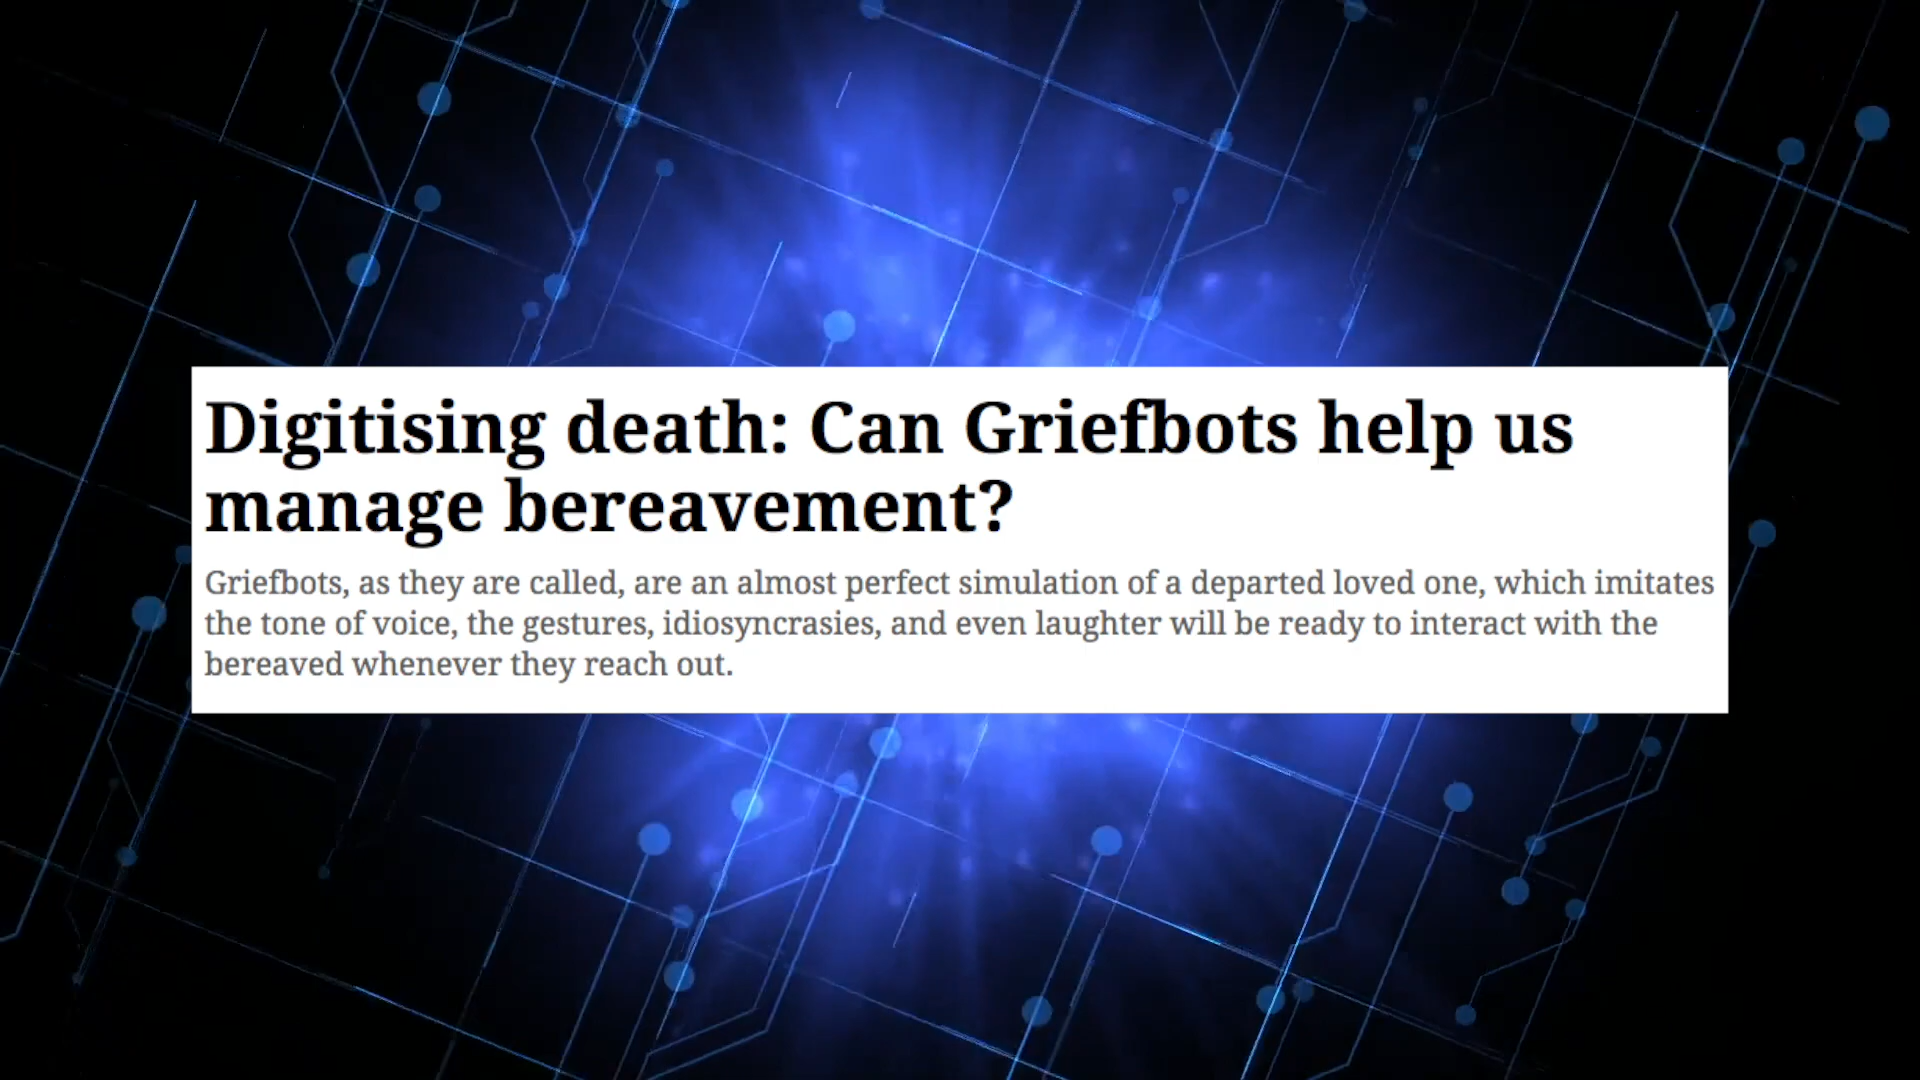 Digitising death: Can Griefbots help us
manage bereavement?
Griefbots, as they are called, are an almost perfect simulation of a departed loved one, which imitates
the tone of voice, the gestures, idiosyncrasies, and even laughter will be ready to interact with the
bereaved whenever they reach out.